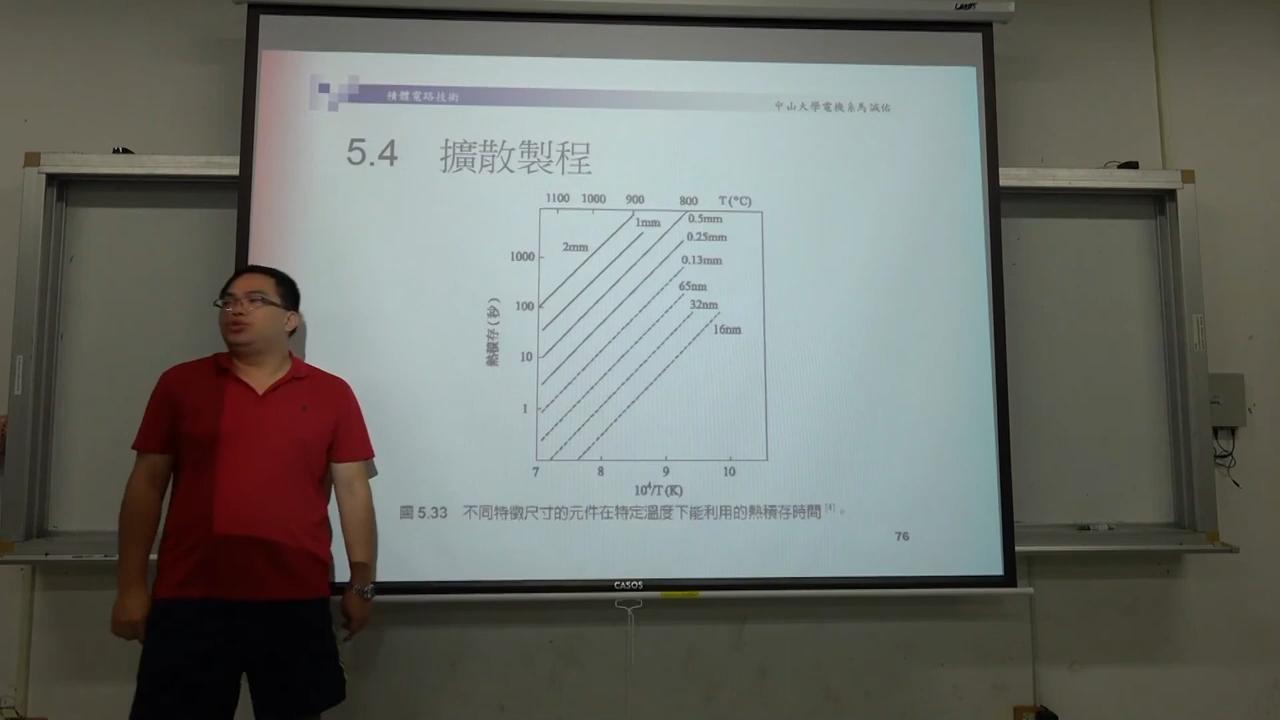 積體電路技術
中山大學電機系馬誠佑
5.4 擴散製程
1100 1000 900 800 T(°C)
2mm
1mm
0.5mm
0.25mm
0.13mm
65nm
32nm
16nm
1000
100
10
1
熱積存(秒)
7 8 9 10
10⁴/T(K)
圖 5.33 不同特徵尺寸的元件在特定溫度下能利用的熱積存時間[4]。
76
CASOS